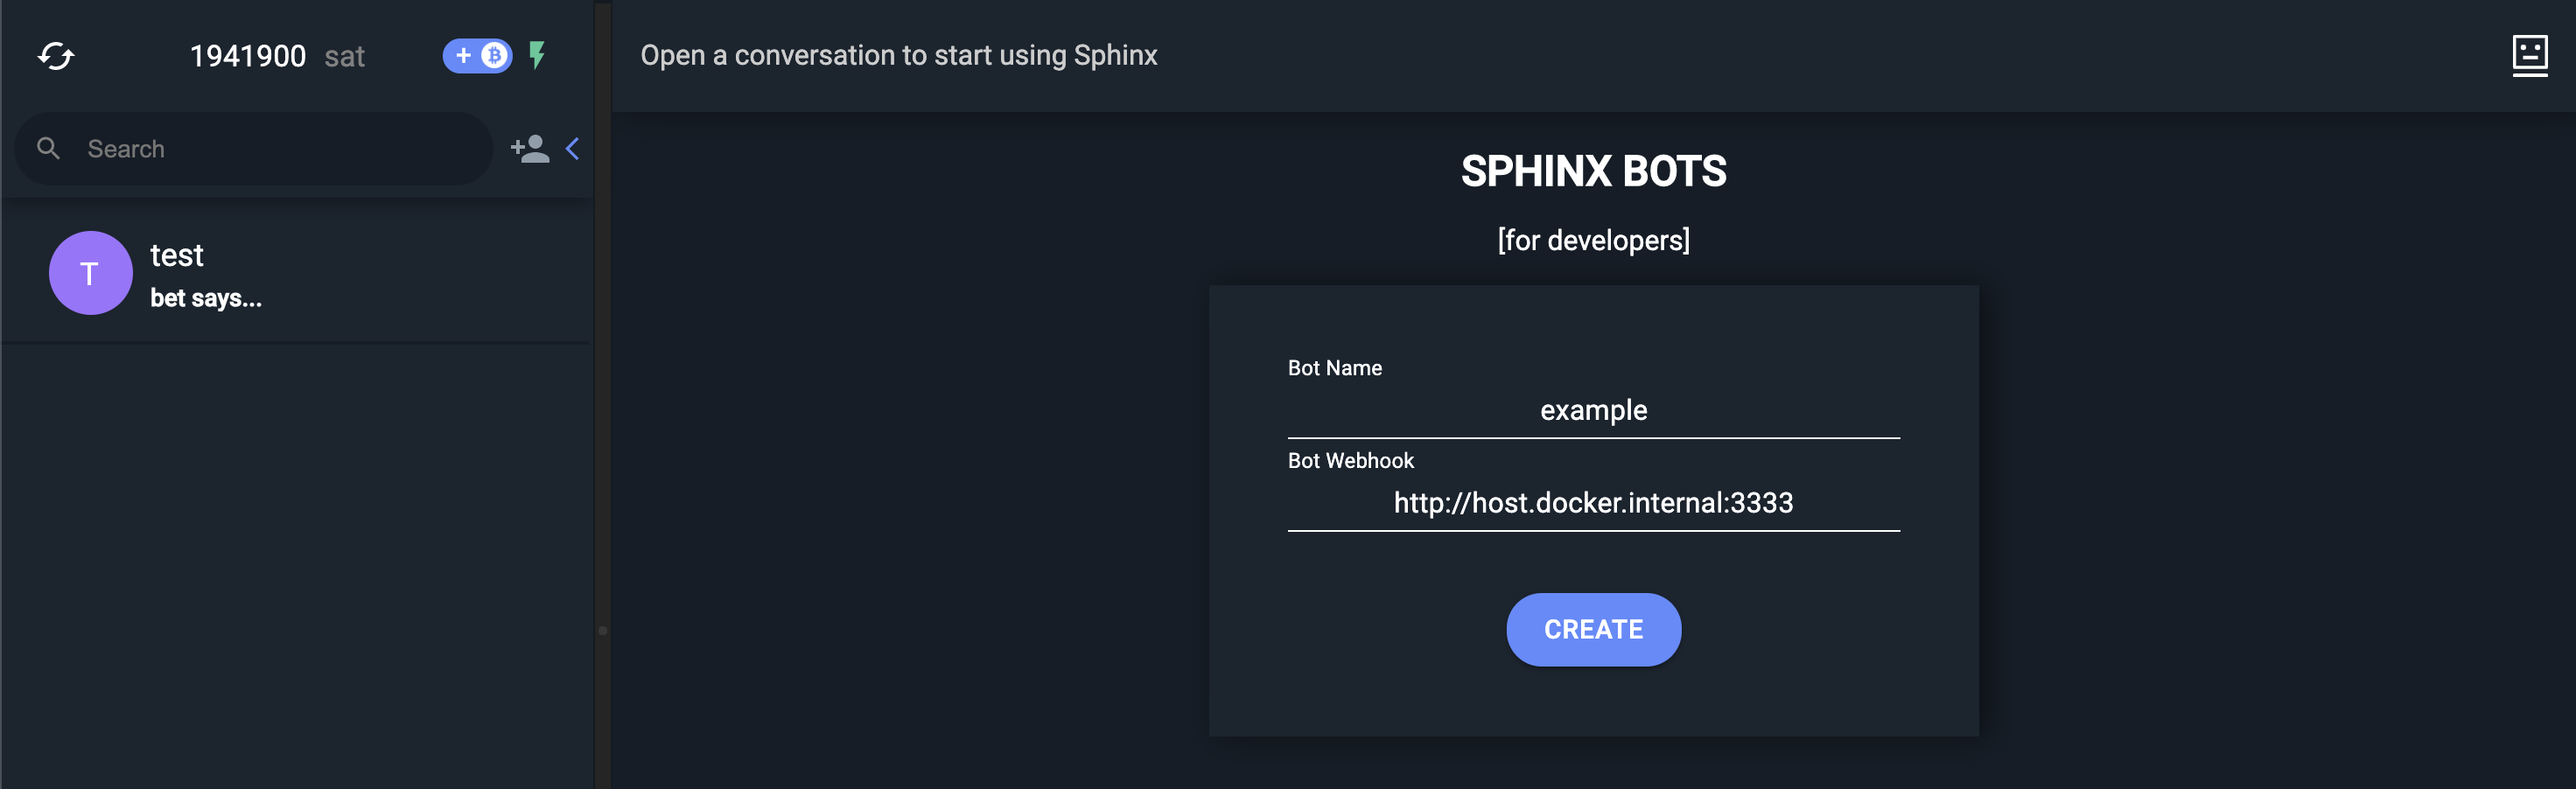 1941900 sat
Search
T
test
bet says...
Open a conversation to start using Sphinx
SPHINX BOTS
[for developers]
Bot Name
example
Bot Webhook
http://host.docker.internal:3333
CREATE